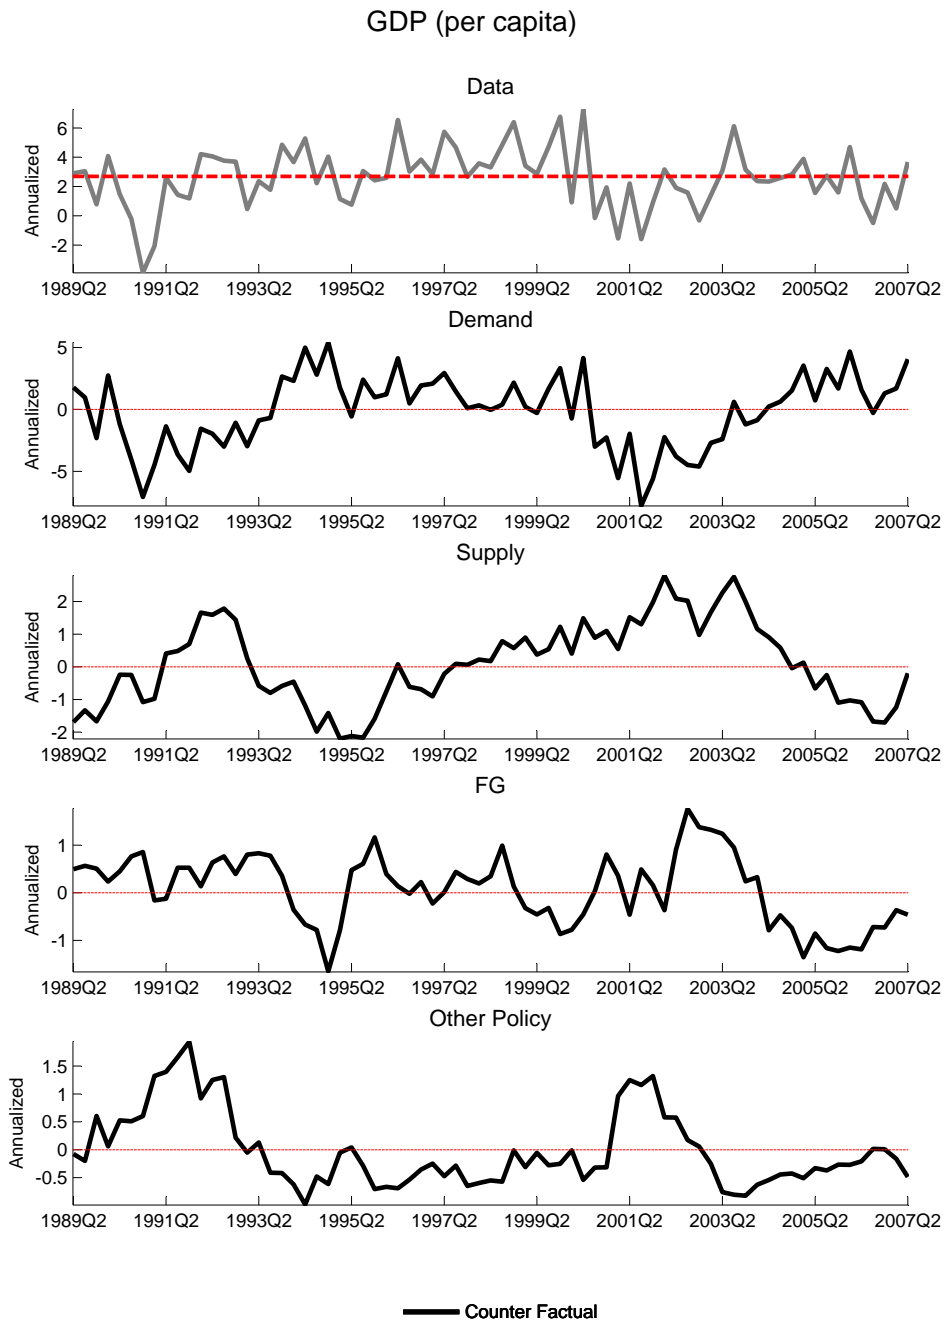 GDP (per capita)
Data
Annualized
6
4
2
0
-2
1989Q2 1991Q2 1993Q2 1995Q2 1997Q2 1999Q2 2001Q2 2003Q2 2005Q2 2007Q2
Demand
Annualized
5
0
-5
1989Q2 1991Q2 1993Q2 1995Q2 1997Q2 1999Q2 2001Q2 2003Q2 2005Q2 2007Q2
Supply
Annualized
2
1
0
-1
-2
1989Q2 1991Q2 1993Q2 1995Q2 1997Q2 1999Q2 2001Q2 2003Q2 2005Q2 2007Q2
FG
Annualized
1
0
-1
1989Q2 1991Q2 1993Q2 1995Q2 1997Q2 1999Q2 2001Q2 2003Q2 2005Q2 2007Q2
Other Policy
Annualized
1.5
1
0.5
0
-0.5
1989Q2 1991Q2 1993Q2 1995Q2 1997Q2 1999Q2 2001Q2 2003Q2 2005Q2 2007Q2
Counter Factual